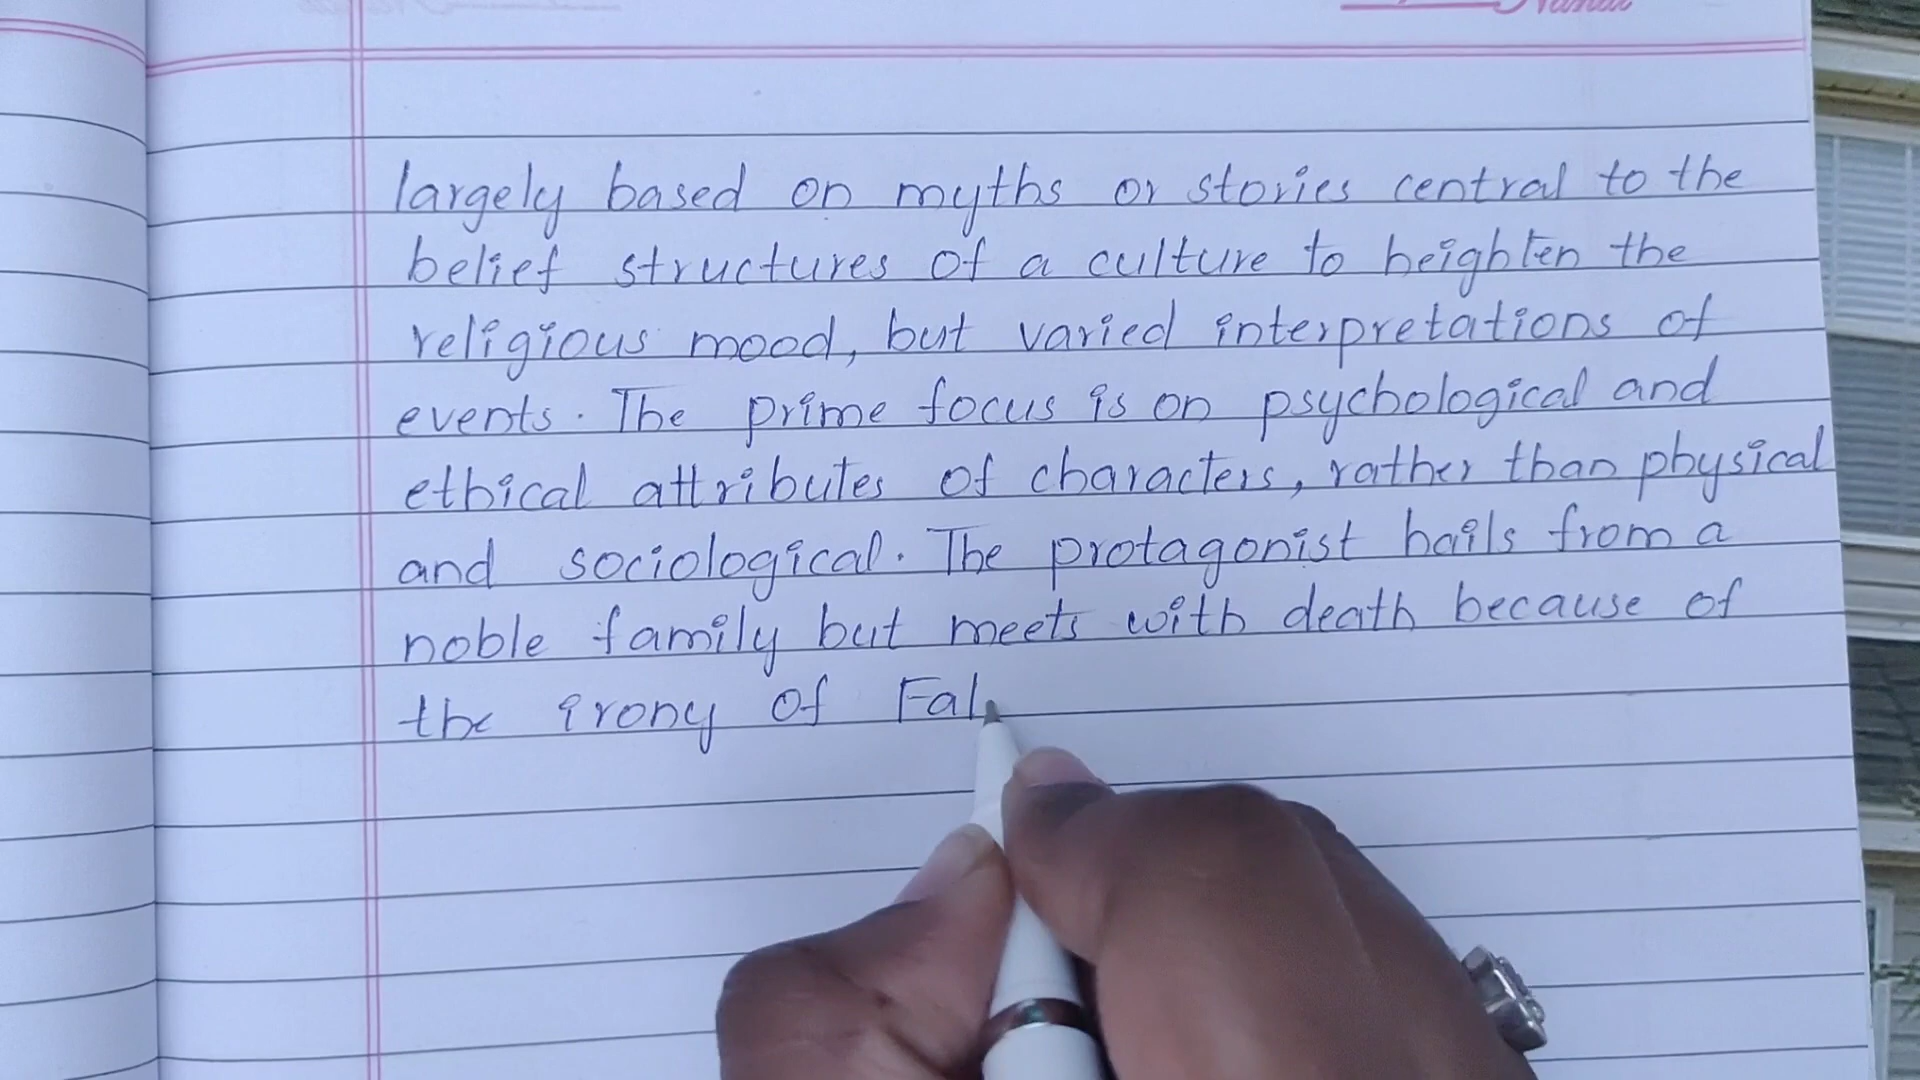 largely based on myths or stories central to the
belief structures of a culture to heighten the
religious mood, but varied interpretations of
events. The prime focus is on psychological and
ethical attributes of characters, rather than physical
and sociological. The protagonist hails from a
noble family but meets with death because of
the irony of